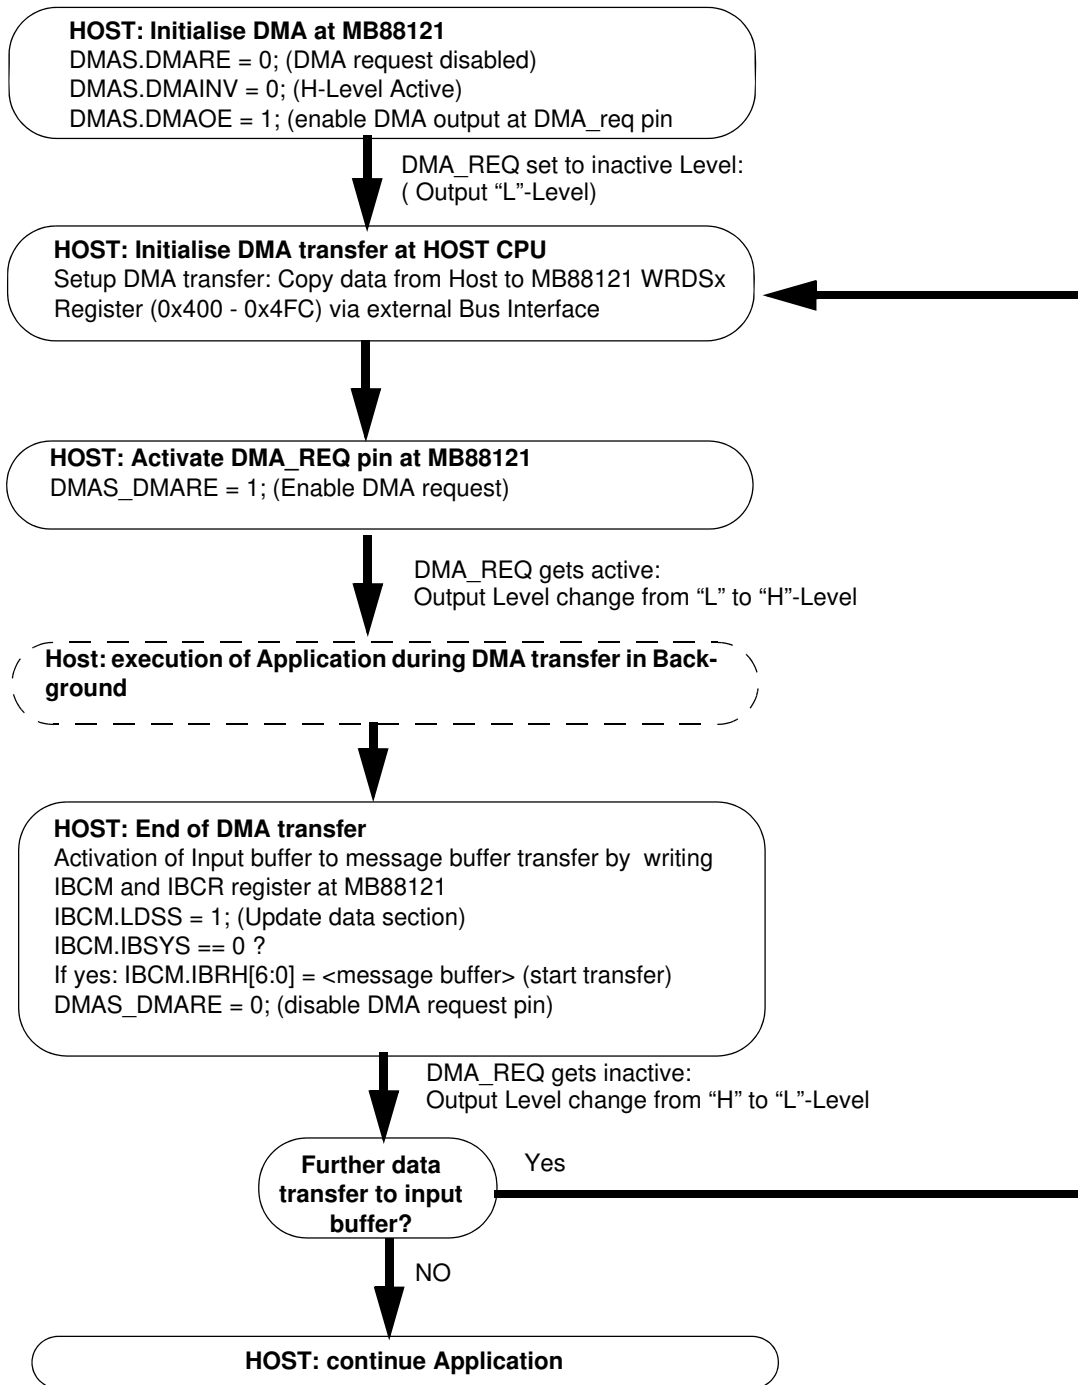 HOST: Initialise DMA at MB88121
DMAS.DMARE = 0; (DMA request disabled)
DMAS.DMAINV = 0; (H-Level Active)
DMAS.DMAOE = 1; (enable DMA output at DMA_req pin
DMA_REQ set to inactive Level:
( Output “L”-Level)
HOST: Initialise DMA transfer at HOST CPU
Setup DMA transfer: Copy data from Host to MB88121 WRDSx
Register (0x400 - 0x4FC) via external Bus Interface
HOST: Activate DMA_REQ pin at MB88121
DMAS_DMARE = 1; (Enable DMA request)
DMA_REQ gets active:
Output Level change from “L” to “H”-Level
Host: execution of Application during DMA transfer in Back-
ground
HOST: End of DMA transfer
Activation of Input buffer to message buffer transfer by  writing
IBCM and IBCR register at MB88121
IBCM.LDSS = 1; (Update data section)
IBCM.IBSYS == 0 ?
If yes: IBCM.IBRH[6:0] = <message buffer> (start transfer)
DMAS_DMARE = 0; (disable DMA request pin)
DMA_REQ gets inactive:
Output Level change from “H” to “L”-Level
Further data
transfer to input
buffer?
Yes
NO
HOST: continue Application